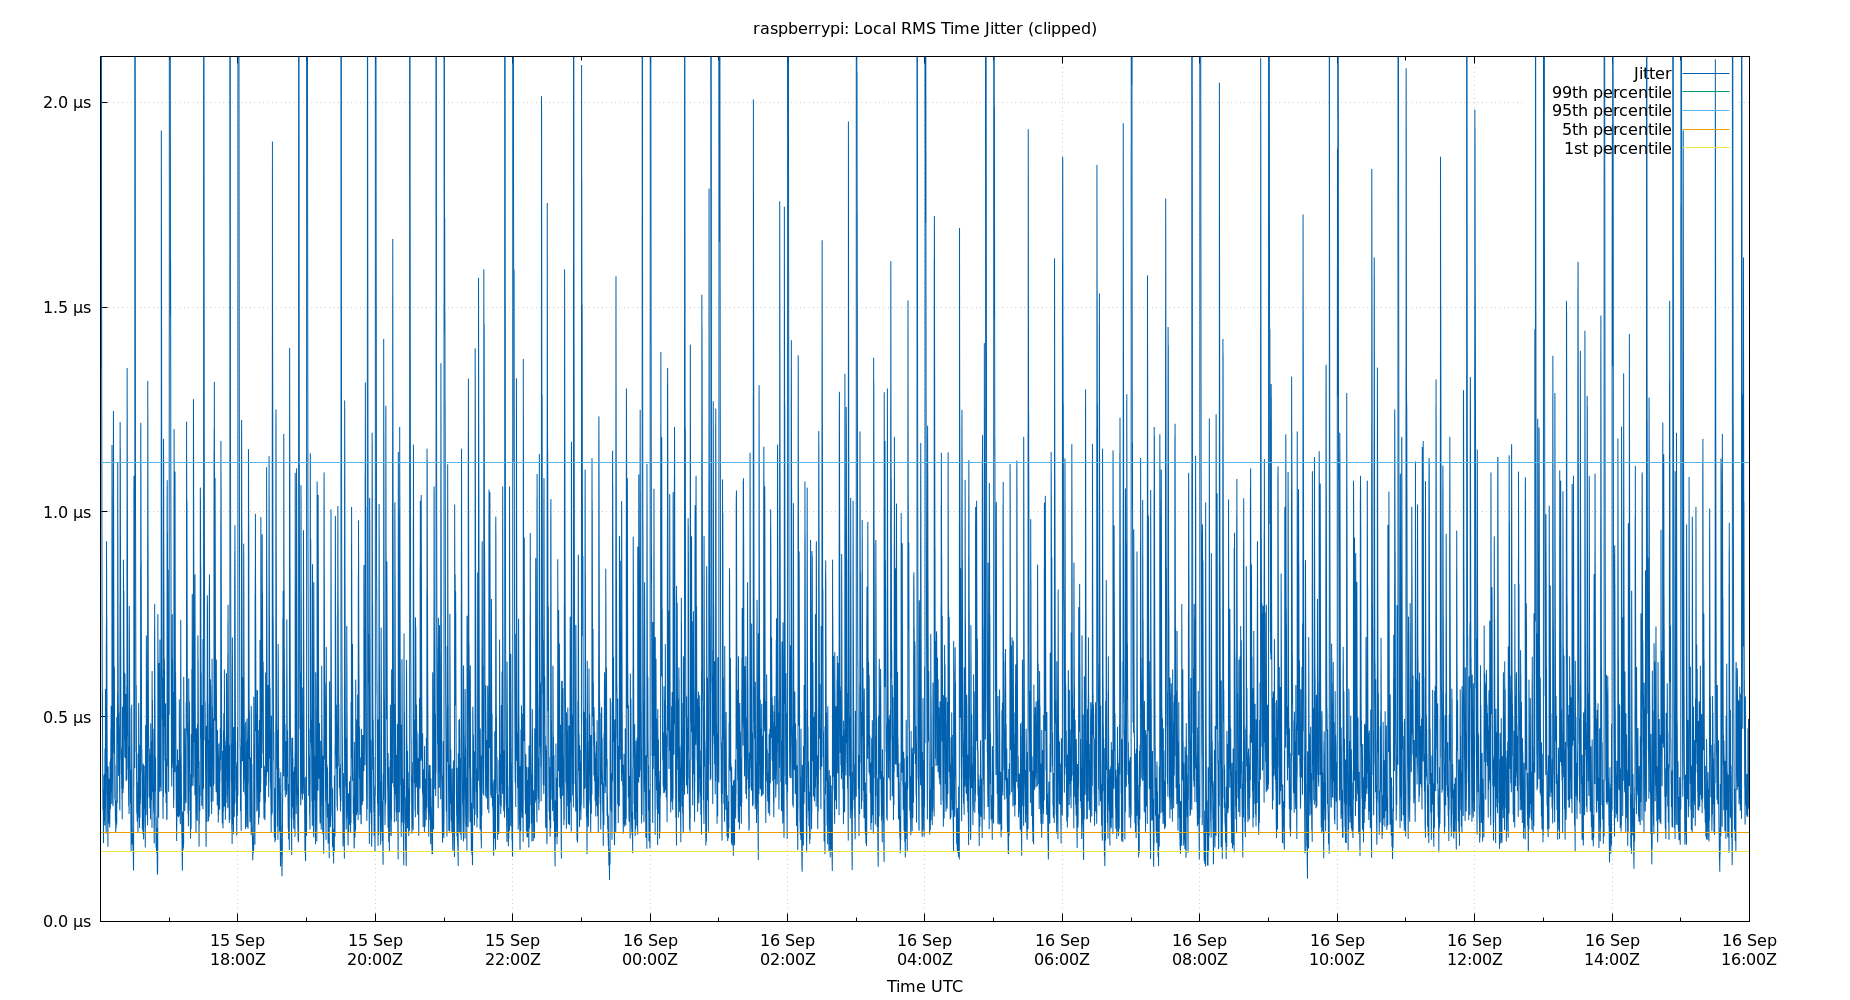 raspberrypi: Local RMS Time Jitter (clipped)
Jitter
99th percentile
95th percentile
5th percentile
1st percentile
2.0 μs
1.5 μs
1.0 μs
0.5 μs
0.0 μs
15 Sep 15 Sep 15 Sep 16 Sep 16 Sep 16 Sep 16 Sep 16 Sep 16 Sep 16 Sep 16 Sep 16 Sep
18:00Z 20:00Z 22:00Z 00:00Z 02:00Z 04:00Z 06:00Z 08:00Z 10:00Z 12:00Z 14:00Z 16:00Z
Time UTC